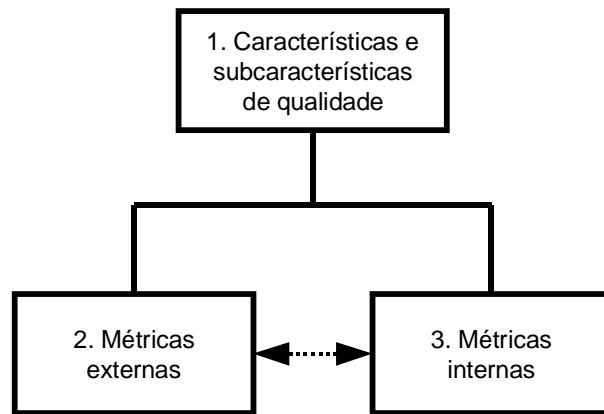 1. Características e
subcaracterísticas
de qualidade
2. Métricas
externas
3. Métricas
internas